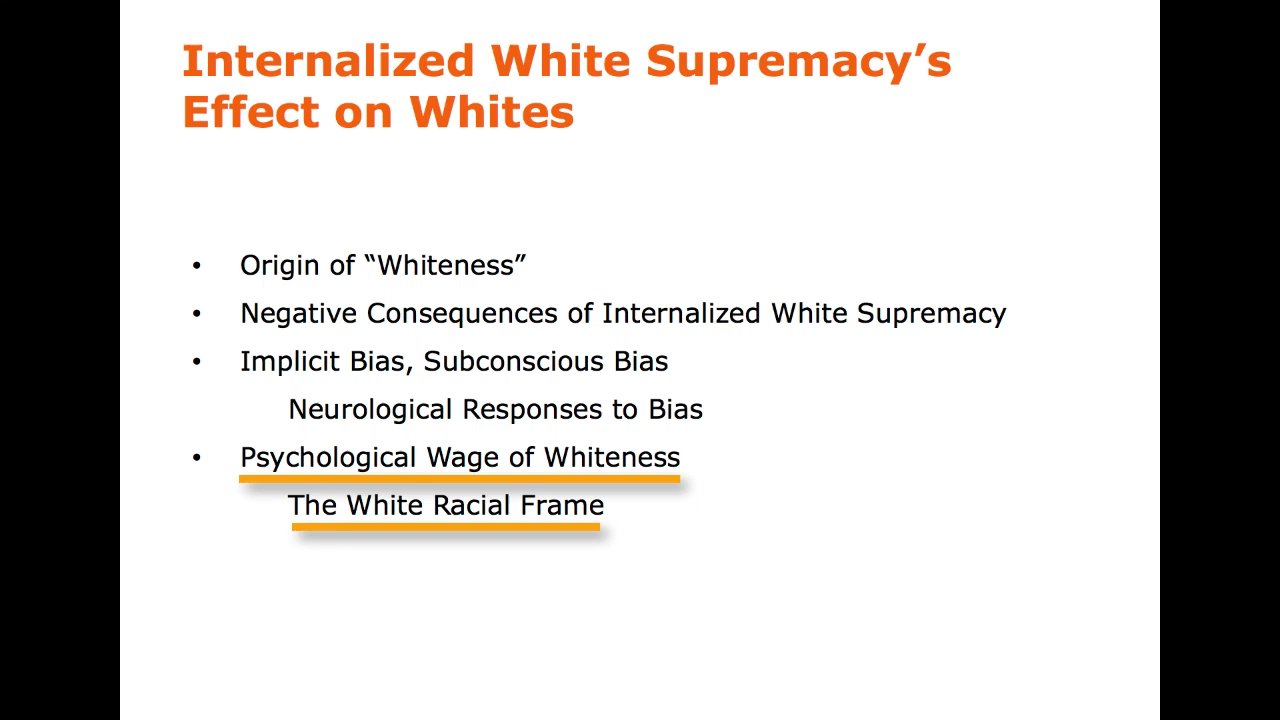 Internalized White Supremacy’s
Effect on Whites
• Origin of “Whiteness”
• Negative Consequences of Internalized White Supremacy
• Implicit Bias, Subconscious Bias
Neurological Responses to Bias
• Psychological Wage of Whiteness
The White Racial Frame